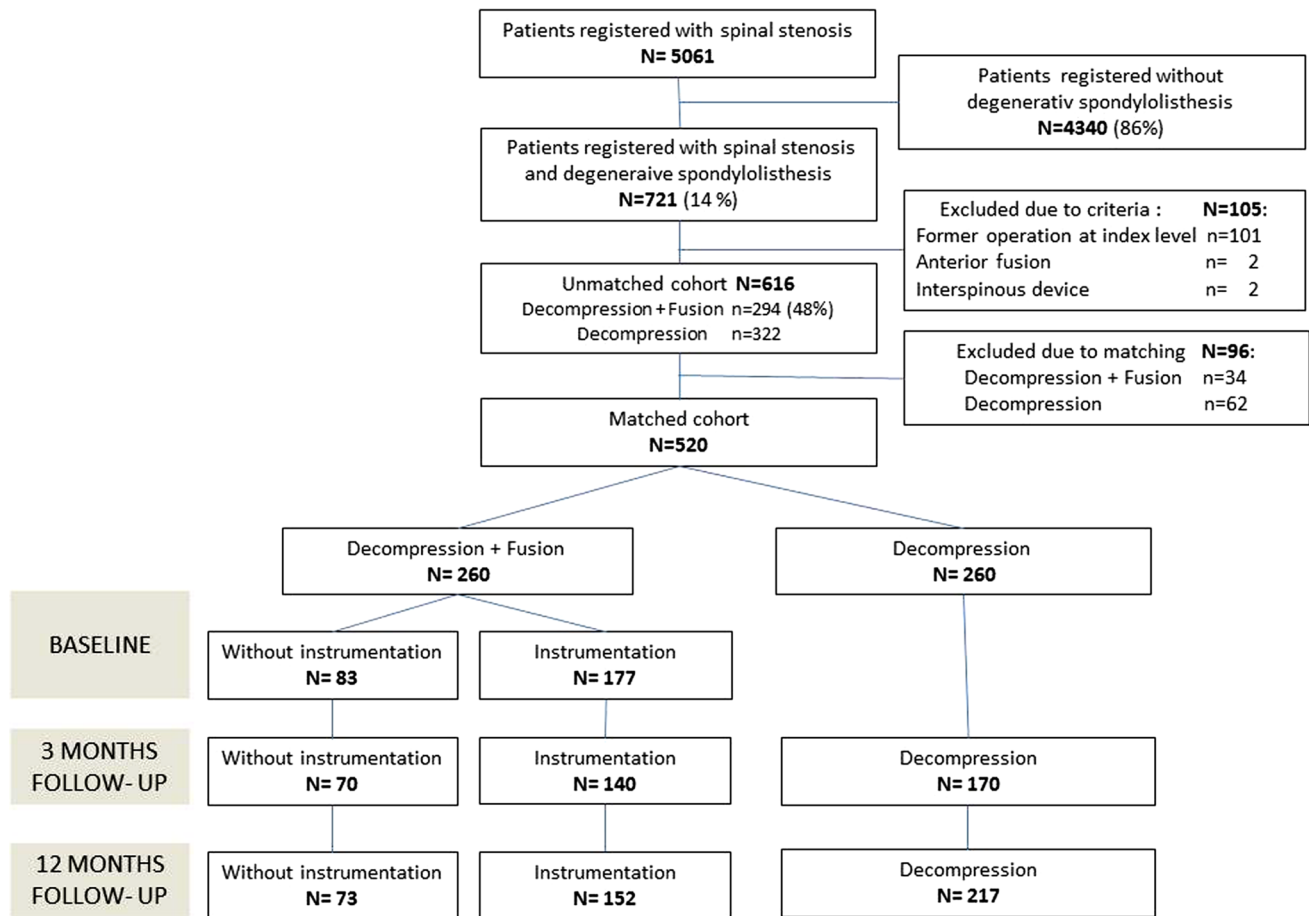 Patients registered with spinal stenosis
N= 5061
Patients registered without
degenerativ spondylolisthesis
N=4340 (86%)
Patients registered with spinal stenosis
and degeneraive spondylolisthesis
N=721 (14 %)
Excluded due to criteria : N=105:
Former operation at index level n=101
Anterior fusion n= 2
Interspinous device n= 2
Unmatched cohort N=616
Decompression+Fusion n=294 (48%)
Decompression n=322
Excluded due to matching N=96:
Decompression + Fusion n=34
Decompression n=62
Matched cohort
N=520
Decompression + Fusion
N= 260
Decompression
N= 260
BASELINE
Without instrumentation
N= 83
Instrumentation
N= 177
3 MONTHS
FOLLOW- UP
Without instrumentation
N= 70
Instrumentation
N= 140
Decompression
N= 170
12 MONTHS
FOLLOW- UP
Without instrumentation
N= 73
Instrumentation
N= 152
Decompression
N= 217